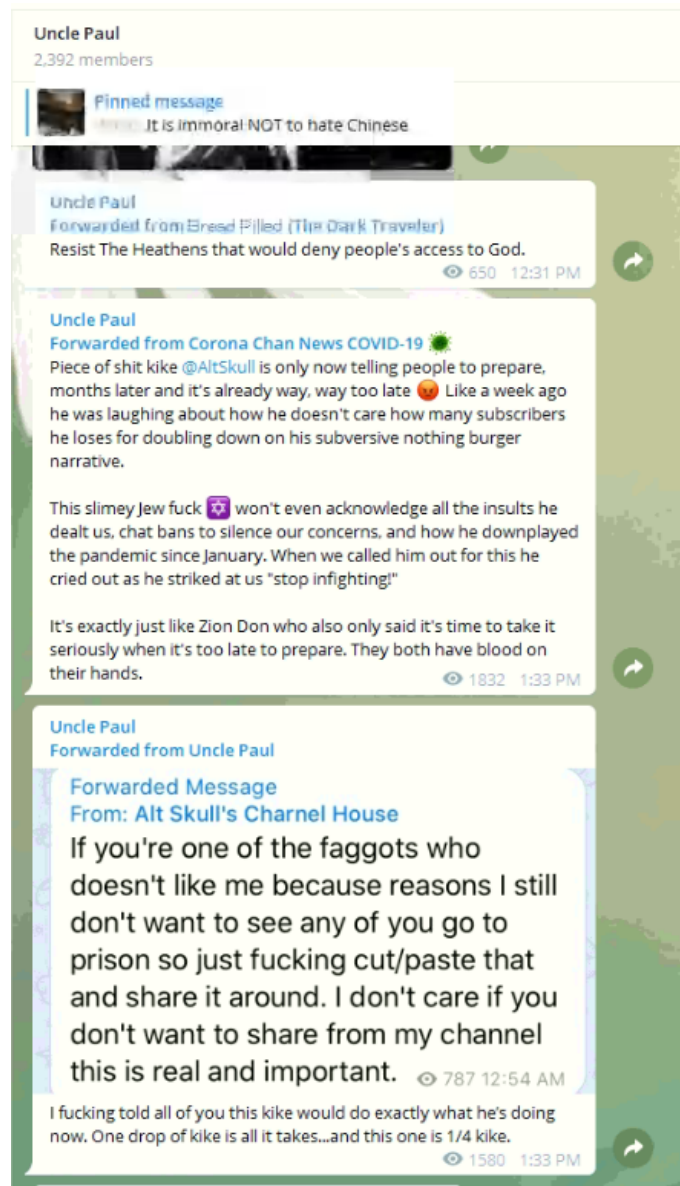 Uncle Paul
2,392 members
Pinned message
It is immoral NOT to hate Chinese
Uncle Paul
Forwarded from Bread Pilled (The Dark Traveler)
Resist The Heathens that would deny people's access to God.
650 12:31 PM
Uncle Paul
Forwarded from Corona Chan News COVID-19
Piece of shit kike @AltSkull is only now telling people to prepare,
months later and it's already way, way too late 😡 Like a week ago
he was laughing about how he doesn't care how many subscribers
he loses for doubling down on his subversive nothing burger
narrative.
This slimey Jew fuck 🔯 won't even acknowledge all the insults he
dealt us, chat bans to silence our concerns, and how he downplayed
the pandemic since January. When we called him out for this he
cried out as he striked at us "stop infighting!"
It's exactly just like Zion Don who also only said it's time to take it
seriously when it's too late to prepare. They both have blood on
their hands.
1832 1:33 PM
Uncle Paul
Forwarded from Uncle Paul
Forwarded Message
From: Alt Skull's Charnel House
If you're one of the faggots who
doesn't like me because reasons I still
don't want to see any of you go to
prison so just fucking cut/paste that
and share it around. I don't care if you
don't want to share from my channel
this is real and important.
787 12:54 AM
I fucking told all of you this kike would do exactly what he's doing
now. One drop of kike is all it takes...and this one is 1/4 kike.
1580 1:33 PM